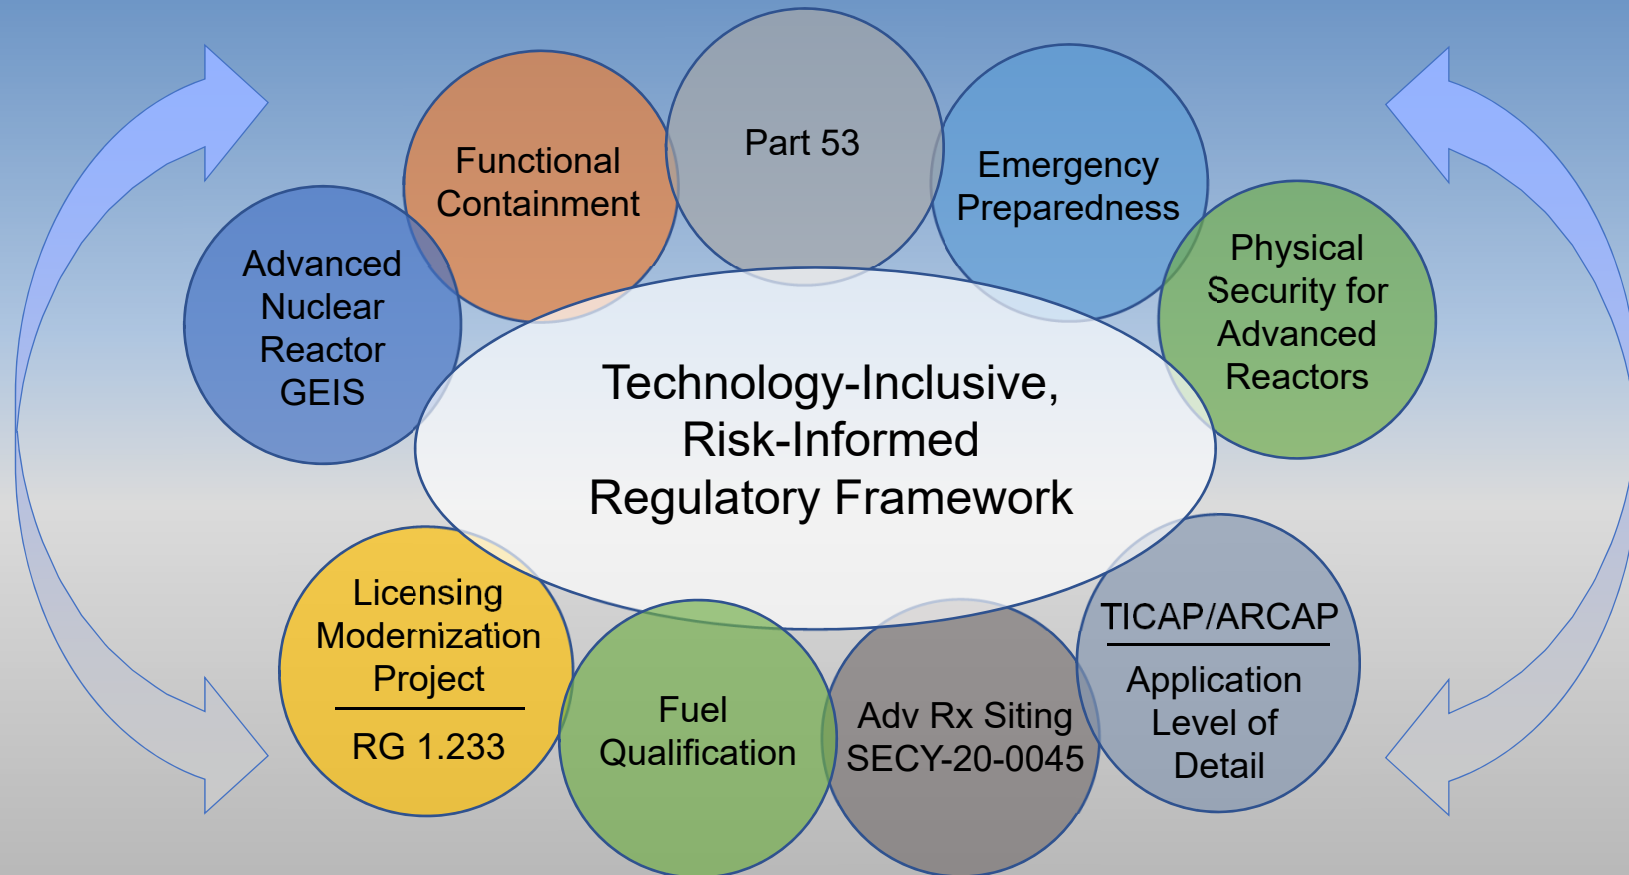 Part 53
Functional
Containment
Emergency
Preparedness
Advanced
Nuclear
Reactor
GEIS
Physical
Security for
Advanced
Reactors
Technology-Inclusive,
Risk-Informed
Regulatory Framework
Licensing
Modernization
Project
RG 1.233
Fuel
Qualification
Adv Rx Siting
SECY-20-0045
TICAP/ARCAP
Application
Level of
Detail